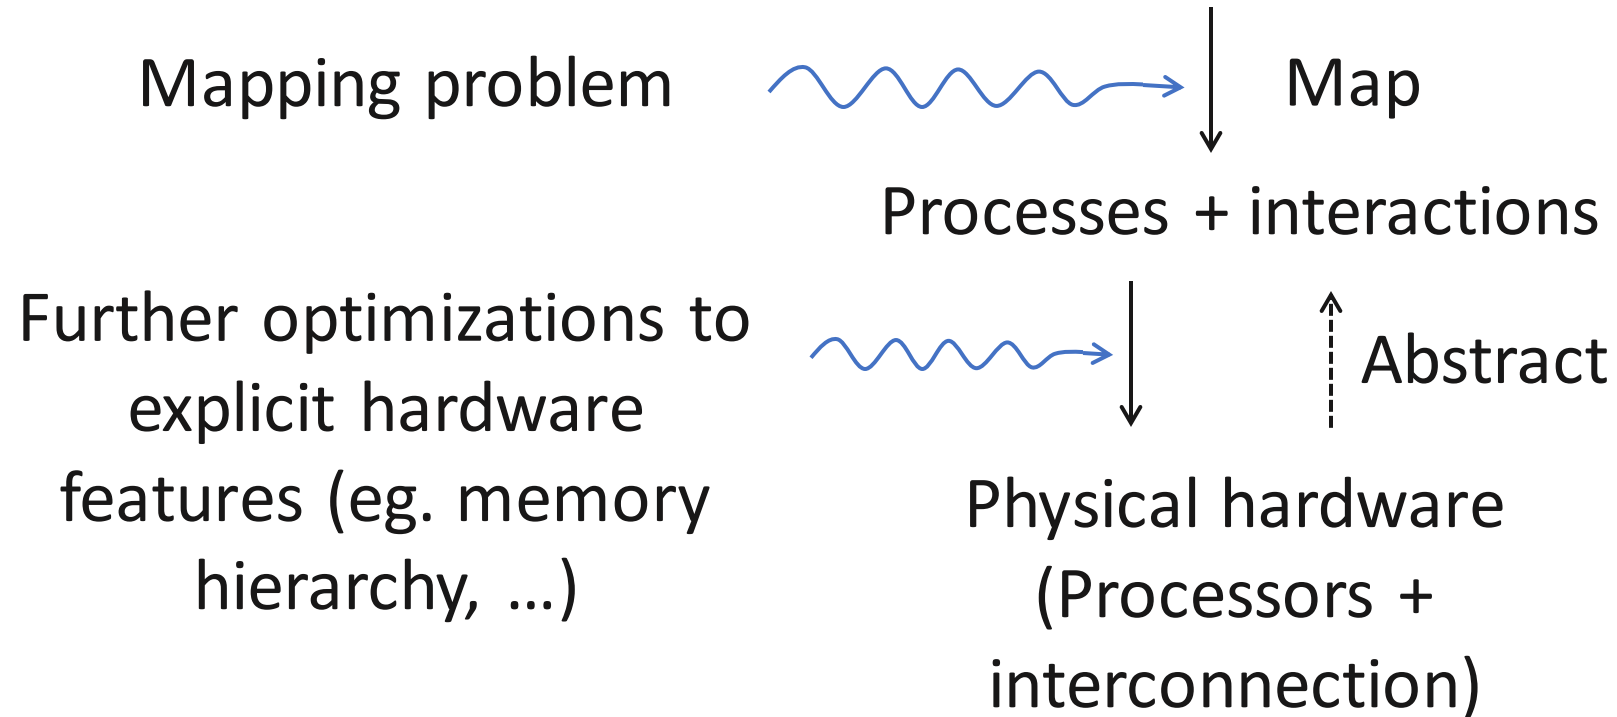 Mapping problem
Map
Processes + interactions
Further optimizations to
explicit hardware
features (eg. memory
hierarchy, ...)
Abstract
Physical hardware
(Processors +
interconnection)